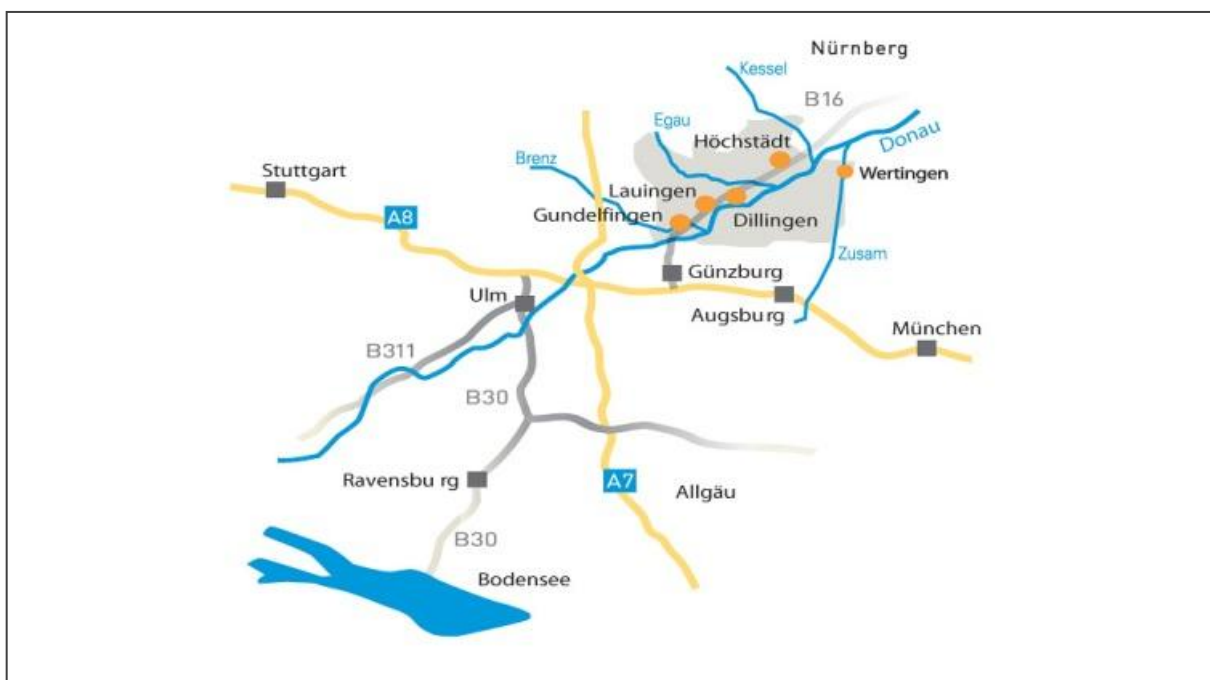 Nürnberg
Kessel
B16
Egau
Höchstädt
Donau
Brenz
Stuttgart
Lauingen
Wertingen
A8
Gundelfingen
Dillingen
Zusam
Günzburg
Ulm
Augsburg
München
B311
B30
Ravensbu rg
A7
Allgäu
B30
Bodensee